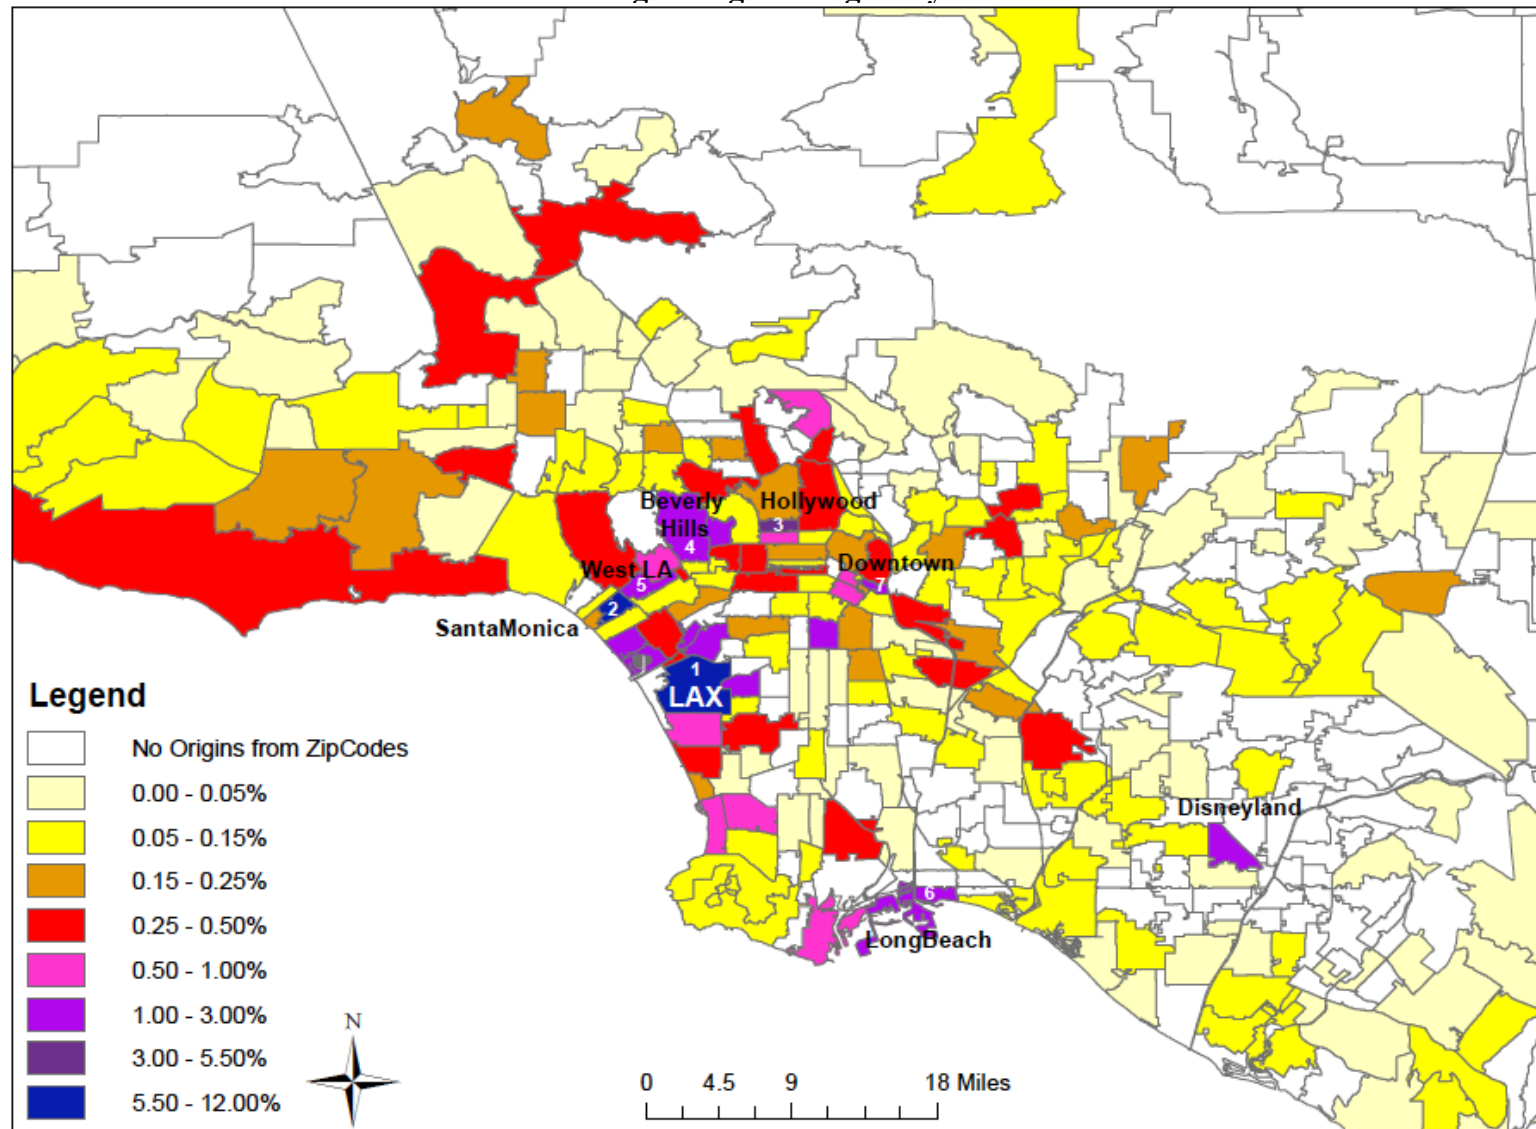 Beverly
Hills
Hollywood
3
4
West LA
5
Downtown
7
2
SantaMonica
1
LAX
Legend
No Origins from ZipCodes
0.00 - 0.05%
0.05 - 0.15%
0.15 - 0.25%
0.25 - 0.50%
0.50 - 1.00%
1.00 - 3.00%
3.00 - 5.50%
5.50 - 12.00%
Disneyland
6
LongBeach
N
0 4.5 9 18 Miles